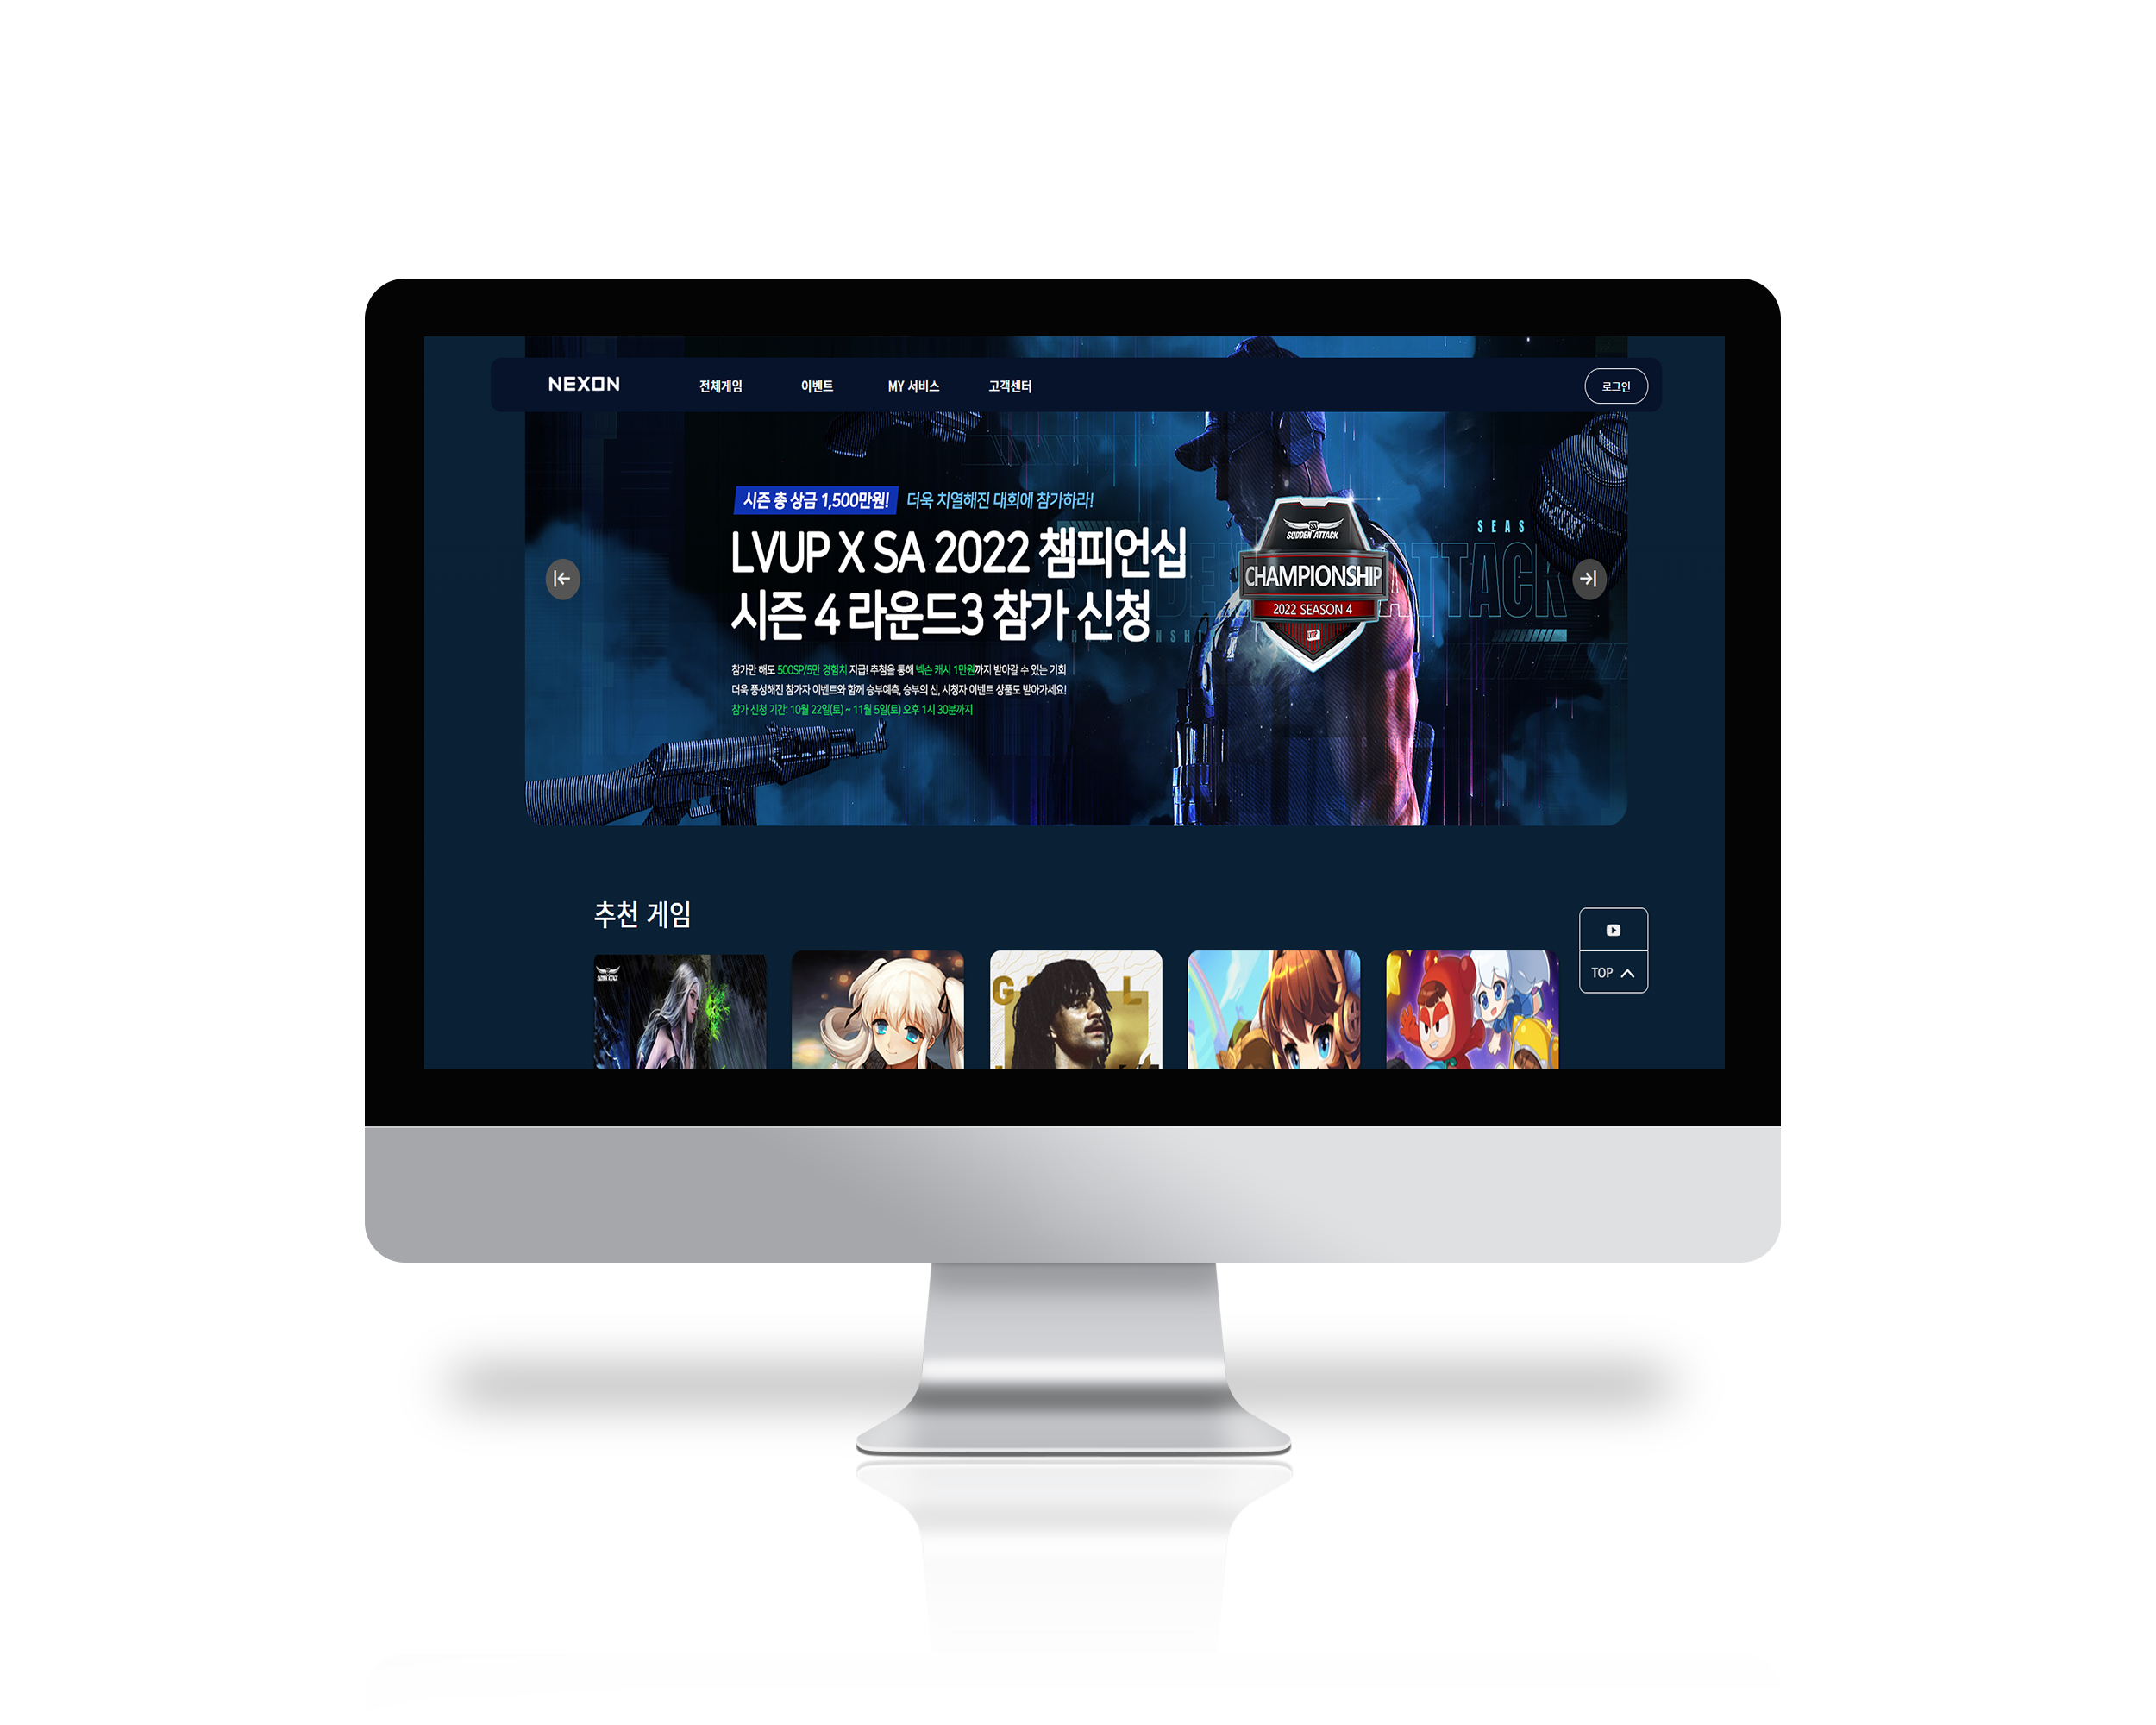 NEXON 전체게임 이벤트 MY 서비스 고객센터 로그인
시즌 총 상금 1,500만원! 더욱 치열해진 대회에 참가하라!
LVUP X SA 2022 챔피언십
시즌 4 라운드3 참가 신청
참가만 해도 500SP/5만 경험치 지급! 추첨을 통해 넥슨 캐시 1만원까지 받아갈 수 있는 기회
더욱 풍성해진 참가자 이벤트와 함께 승부예측, 승부의 신, 시청자 이벤트 상품도 받아가세요!
참가 신청 기간: 10월 22일(토) ~ 11월 5일(토) 오후 1시 30분까지
SUDDEN ATTACK
CHAMPIONSHIP
2022 SEASON 4
LVUP
SEAS
ATTACK
추천 게임
TOP
SUDDEN ATTACK